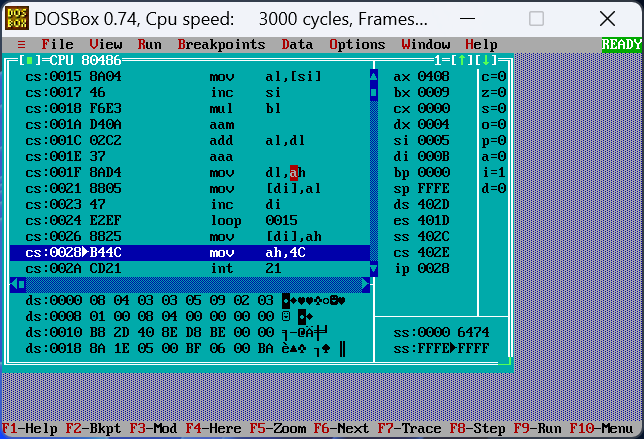 DOSBox 0.74, Cpu speed: 3000 cycles, Frames...
≡ File View Run Breakpoints Data Options Window Help READY
[■]=CPU 80486 1=[↑][↓]
cs:0015 8A04 mov al,[si] ax 0408 c=0
cs:0017 46 inc si bx 0009 z=0
cs:0018 F6E3 mul bl cx 0000 s=0
cs:001A D40A aam dx 0004 o=0
cs:001C 02C2 add al,dl si 0005 p=0
cs:001E 37 aaa di 000B a=0
cs:001F 8AD4 mov dl,ah bp 0000 i=1
cs:0021 8805 mov [di],al sp FFFE d=0
cs:0023 47 inc di ds 402D
cs:0024 E2EF loop 0015 es 401D
cs:0026 8825 mov [di],ah ss 402C
cs:0028►B44C mov ah,4C cs 402E
cs:002A CD21 int 21 ip 0028
ds:0000 08 04 03 03 05 09 02 03 ◘♦♥♥♣○☻♥
ds:0008 01 00 08 04 00 00 00 00 ☺ ◘♦
ds:0010 B8 2D 40 8E D8 BE 00 00 ╕-@Ä╪╛ ss:0000 6474
ds:0018 8A 1E 05 00 BF 06 00 BA è▲♣ ┐♠ ║ ss:FFFE►FFFF
F1-Help F2-Bkpt F3-Mod F4-Here F5-Zoom F6-Next F7-Trace F8-Step F9-Run F10-Menu